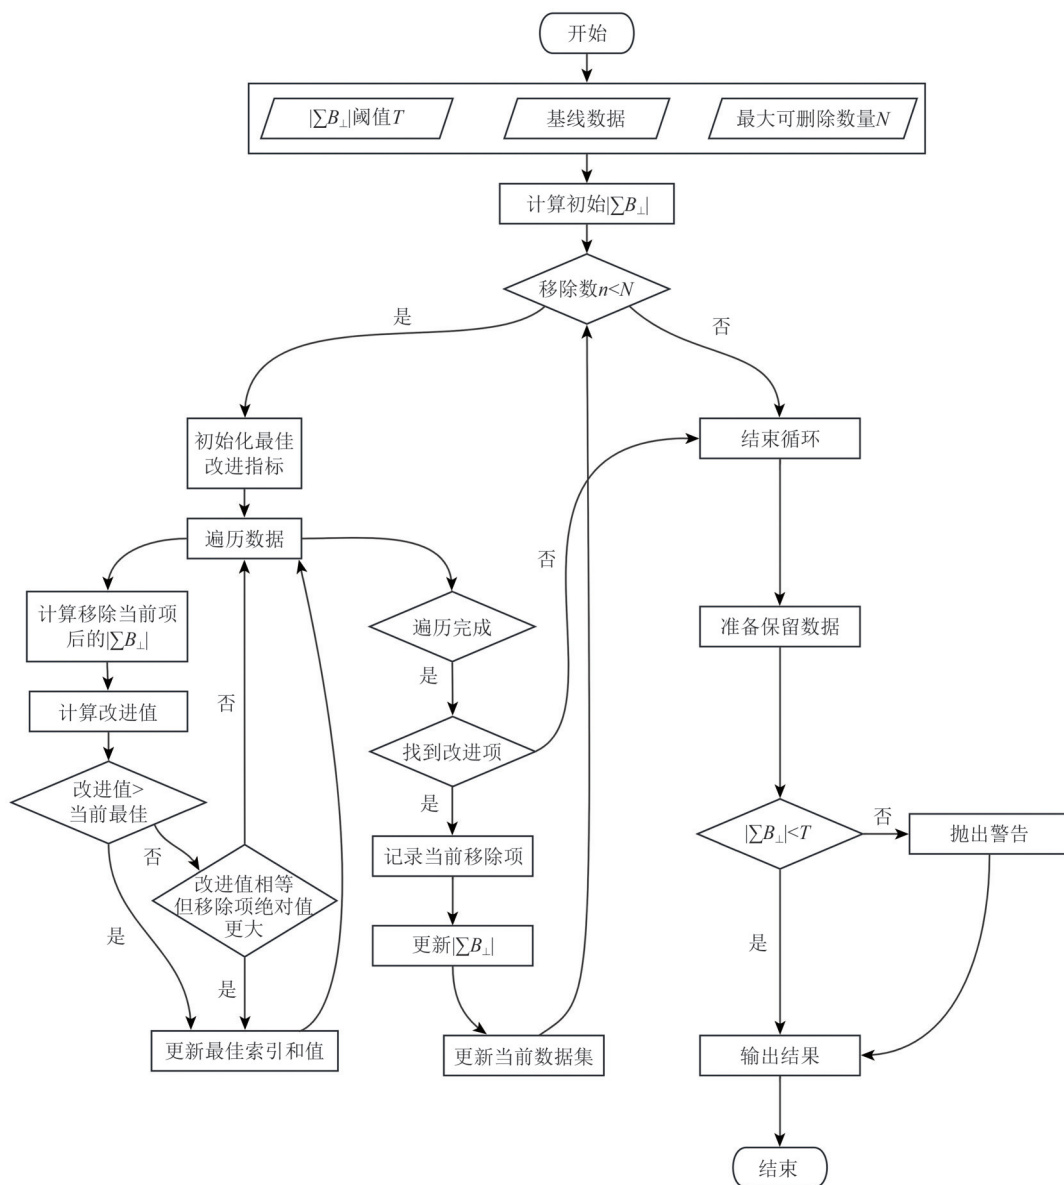 开始
|∑B⊥|阈值T
基线数据
最大可删除数量N
计算初始|∑B⊥|
移除数n<N
是
否
初始化最佳
改进指标
结束循环
遍历数据
否
计算移除当前项
后的|∑B⊥|
遍历完成
准备保留数据
是
否
计算改进值
找到改进项
改进值>
当前最佳
是
|∑B⊥|<T
否
抛出警告
否
记录当前移除项
改进值相等
但移除项绝对值
更大
是
更新|∑B⊥|
是
是
更新最佳索引和值
更新当前数据集
输出结果
结束